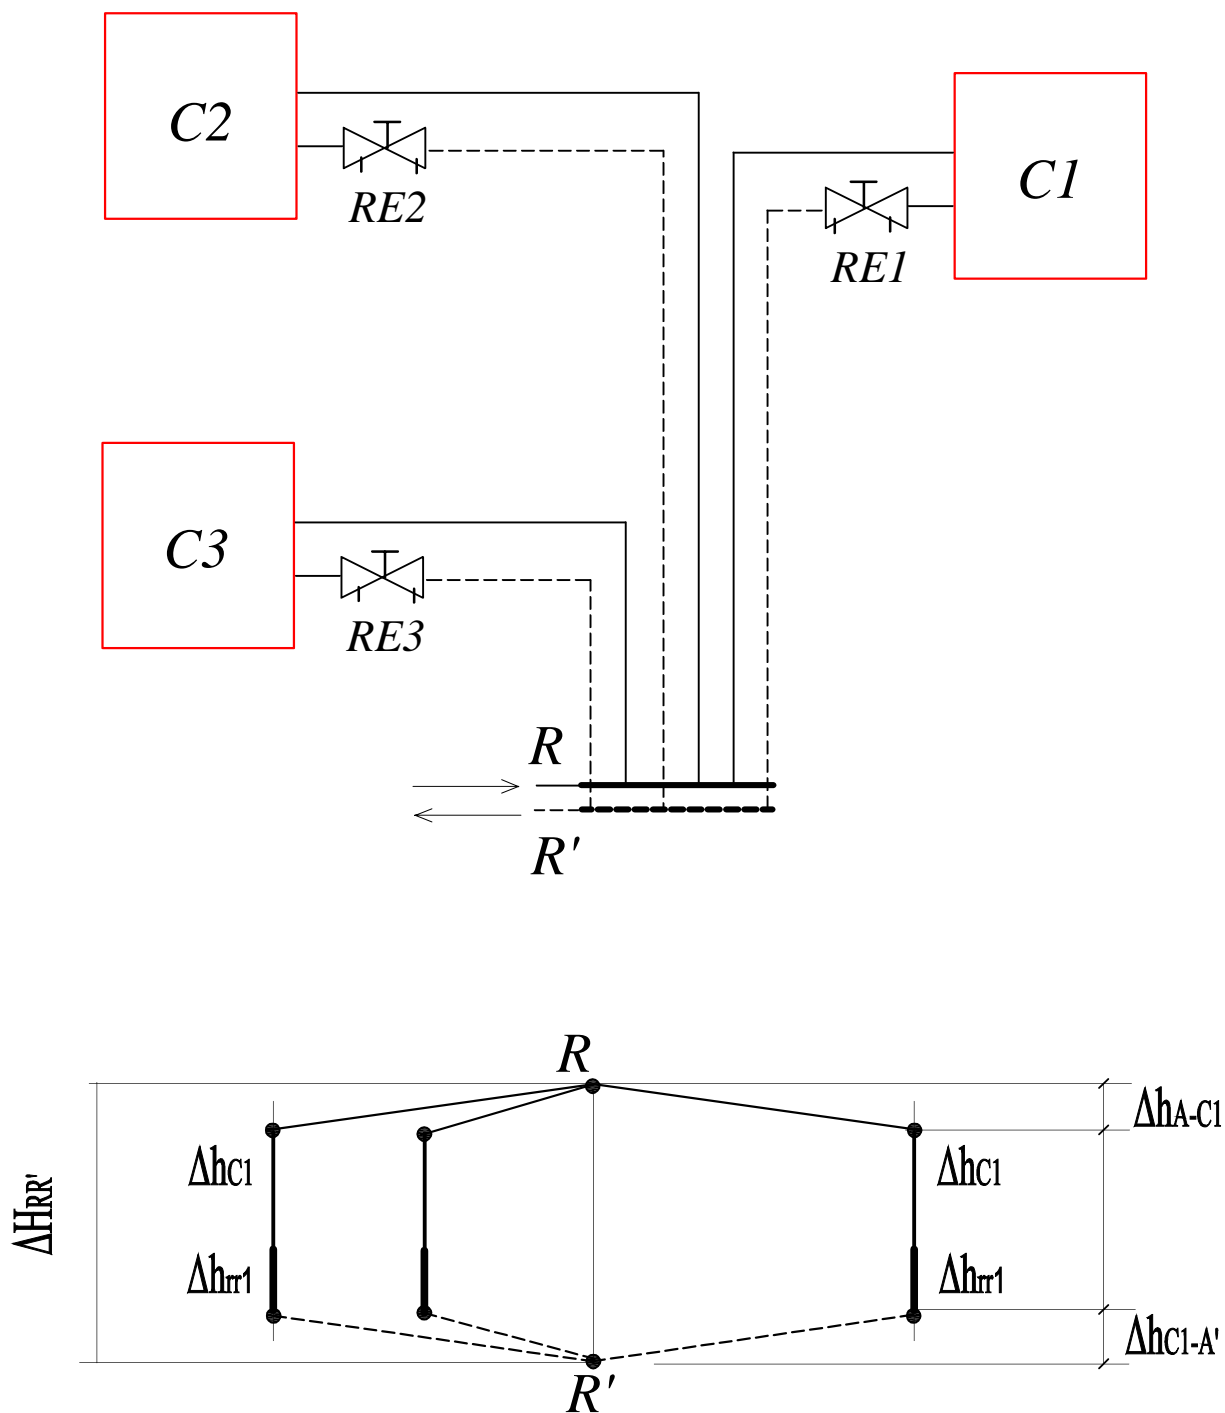 C2
C1
RE2
RE1
C3
RE3
R
R'
R
ΔhA-C1
ΔhC1
ΔhC1
ΔHRR'
Δhrr1
Δhrr1
ΔhC1-A'
R'